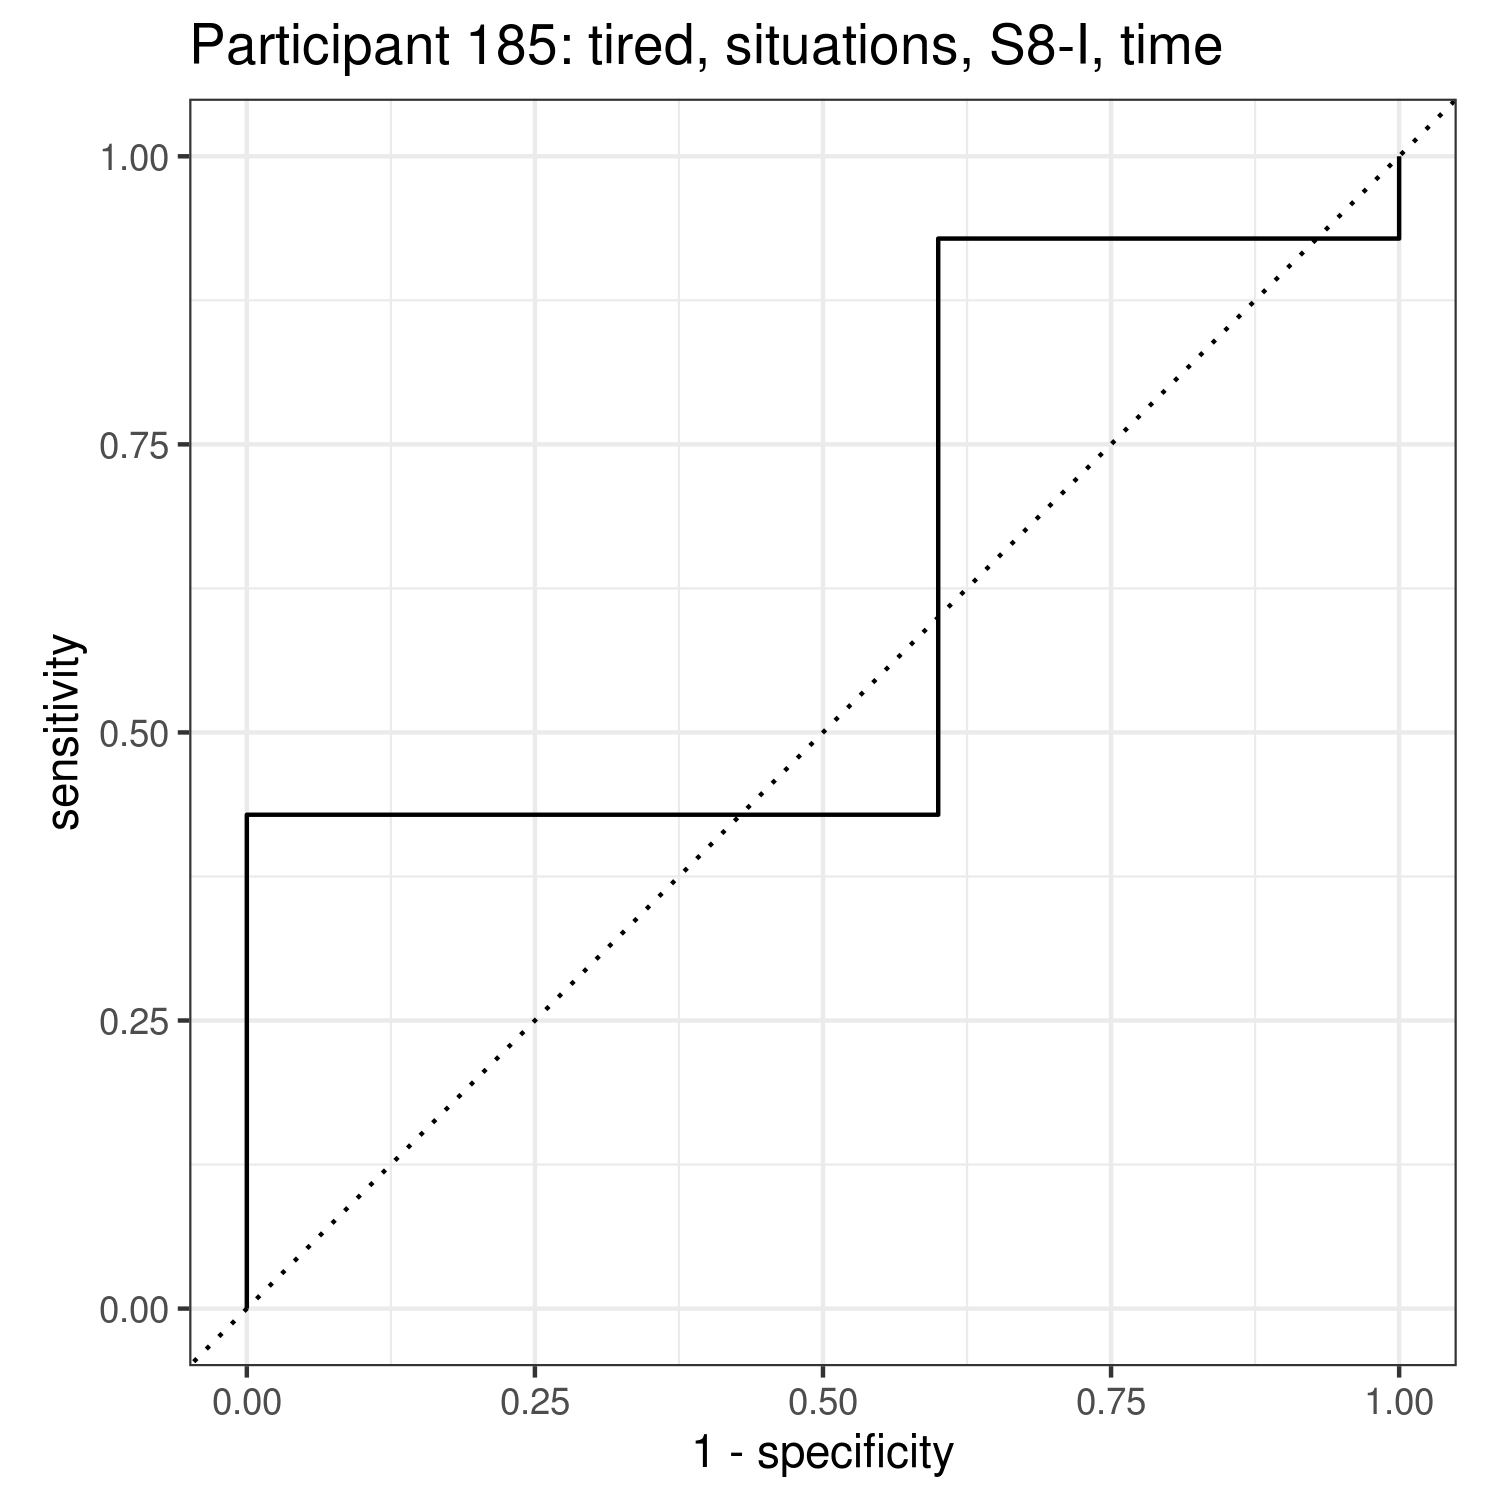 Participant 185: tired, situations, S8-I, time
1.00
0.75
0.50
0.25
0.00
sensitivity
0.00 0.25 0.50 0.75 1.00
1 - specificity